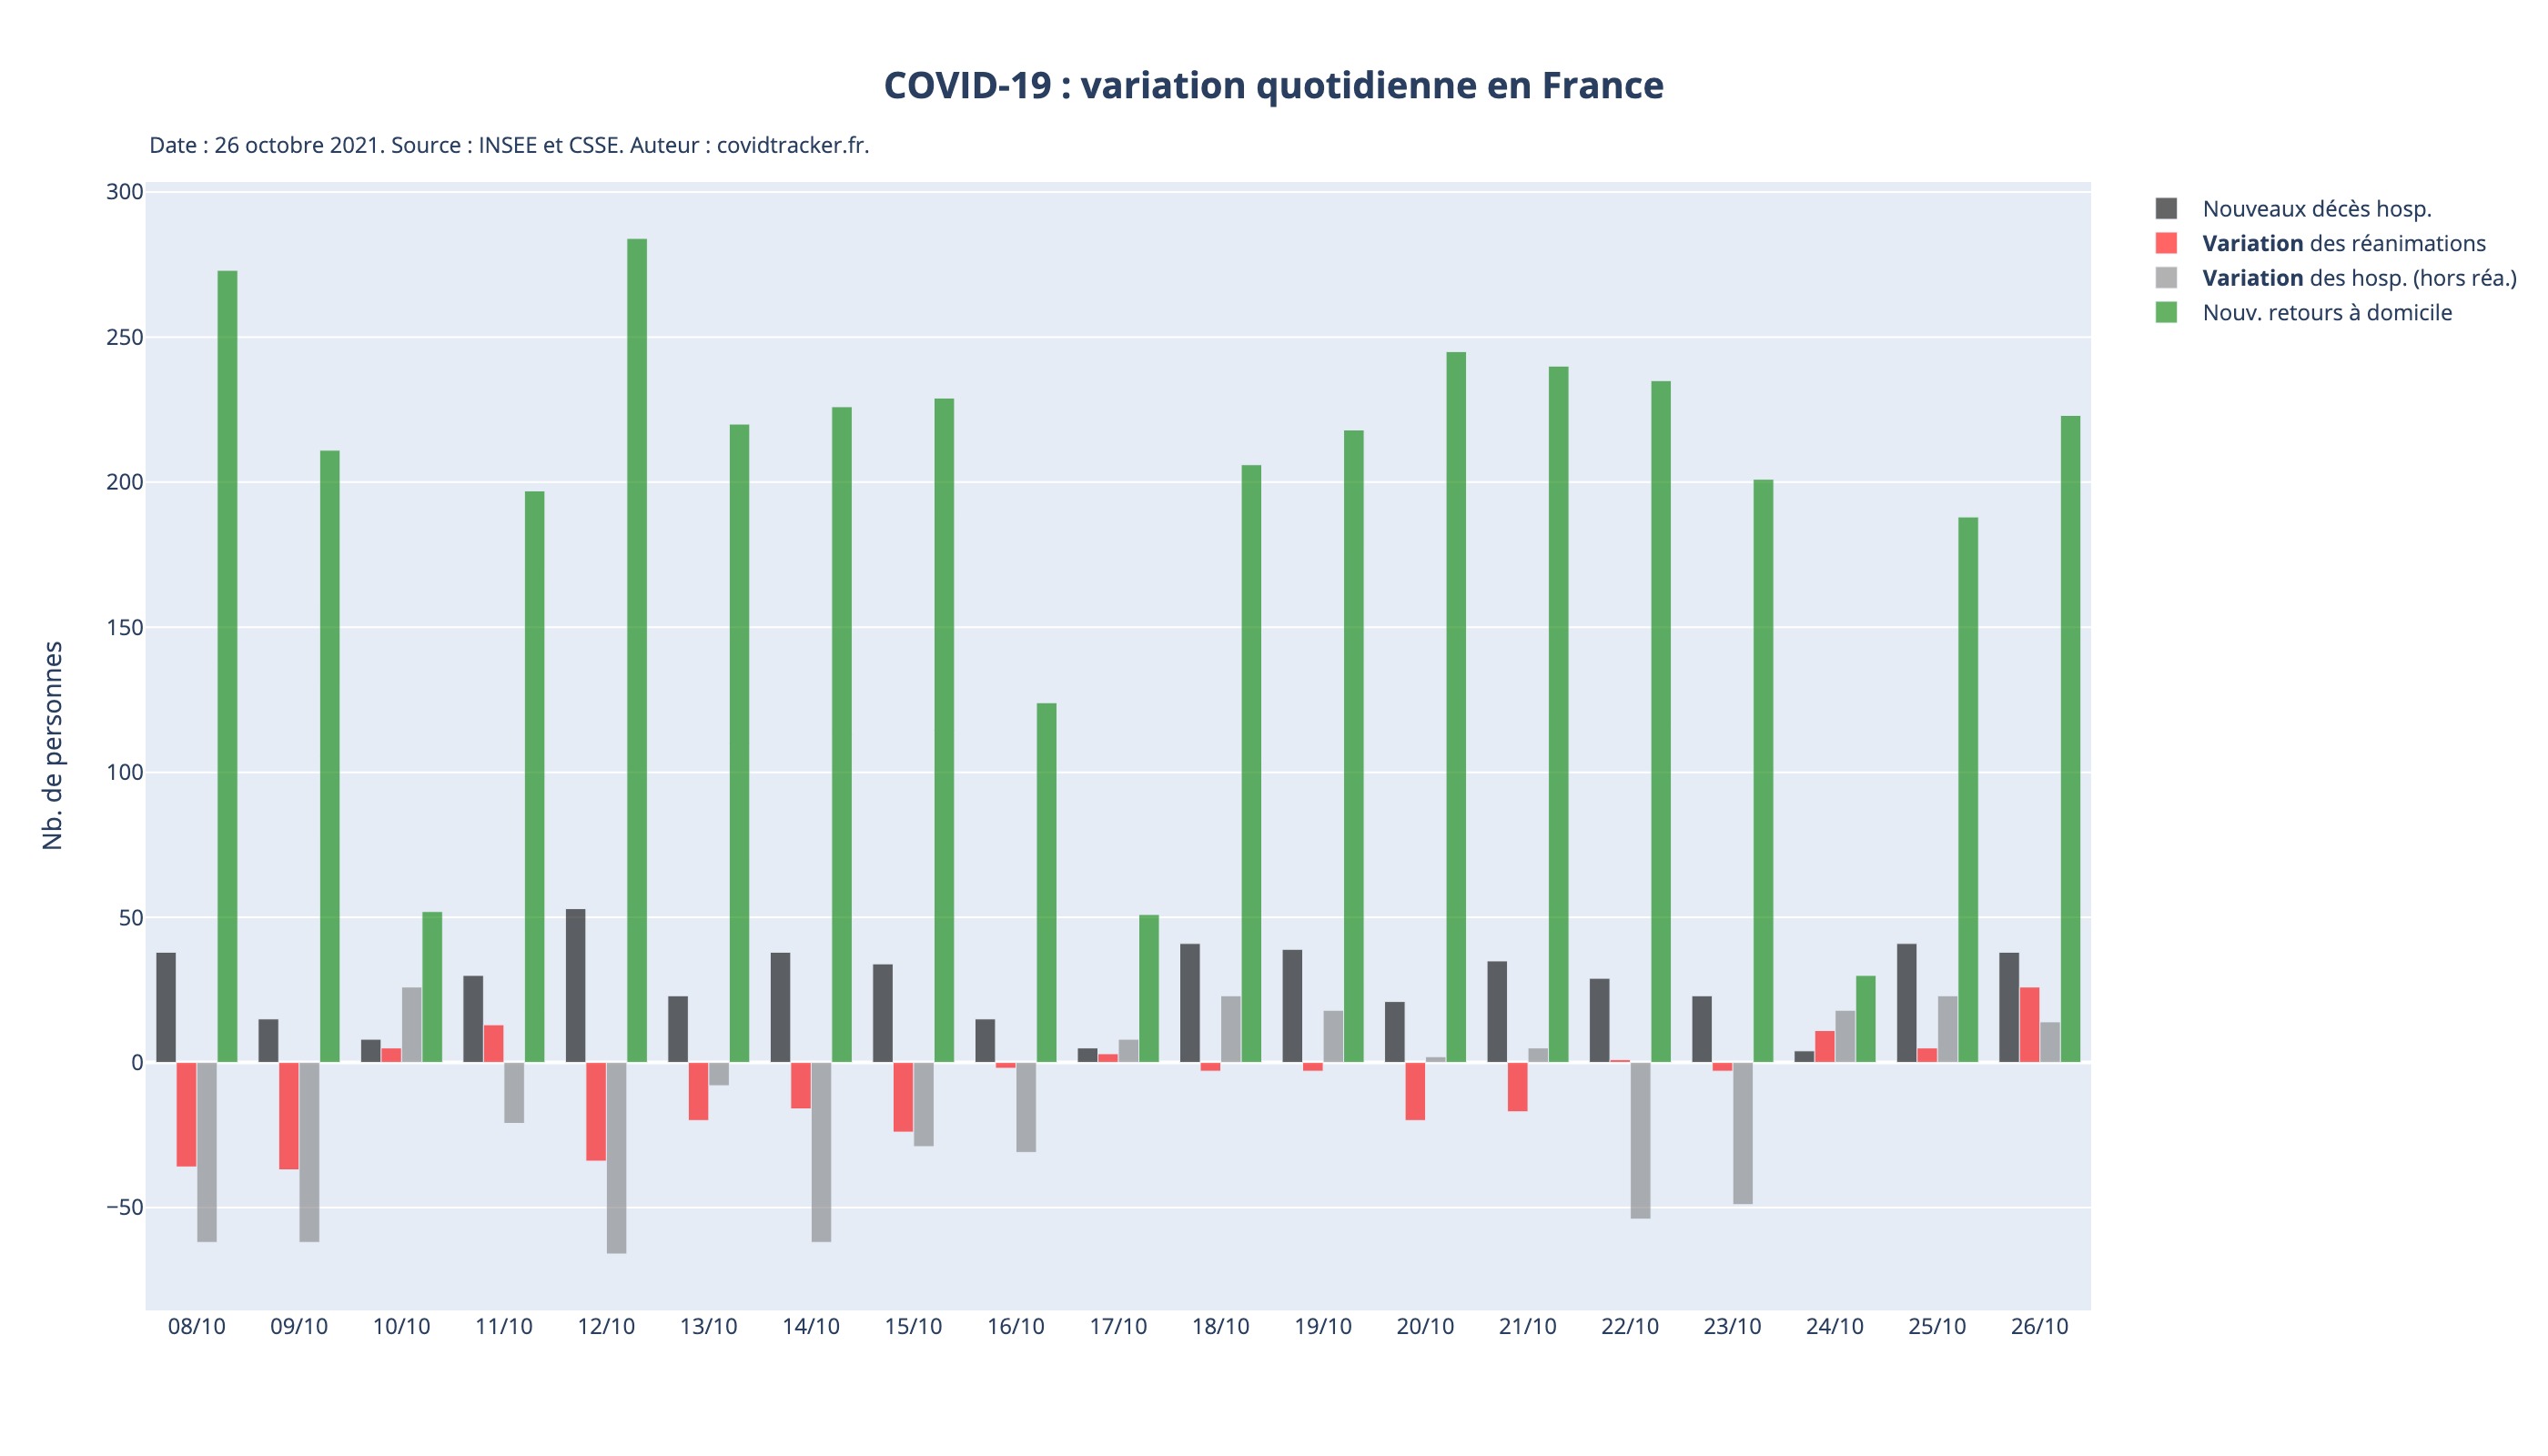 COVID-19 : variation quotidienne en France
Date : 26 octobre 2021. Source : INSEE et CSSE. Auteur : covidtracker.fr.
Nb. de personnes
300
250
200
150
100
50
0
−50
08/10 09/10 10/10 11/10 12/10 13/10 14/10 15/10 16/10 17/10 18/10 19/10 20/10 21/10 22/10 23/10 24/10 25/10 26/10
Nouveaux décès hosp.
Variation des réanimations
Variation des hosp. (hors réa.)
Nouv. retours à domicile